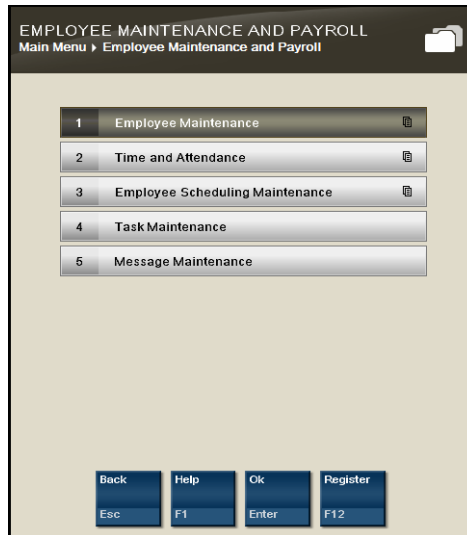 EMPLOYEE MAINTENANCE AND PAYROLL
Main Menu › Employee Maintenance and Payroll
1 Employee Maintenance
2 Time and Attendance
3 Employee Scheduling Maintenance
4 Task Maintenance
5 Message Maintenance
Back Help Ok Register
Esc F1 Enter F12